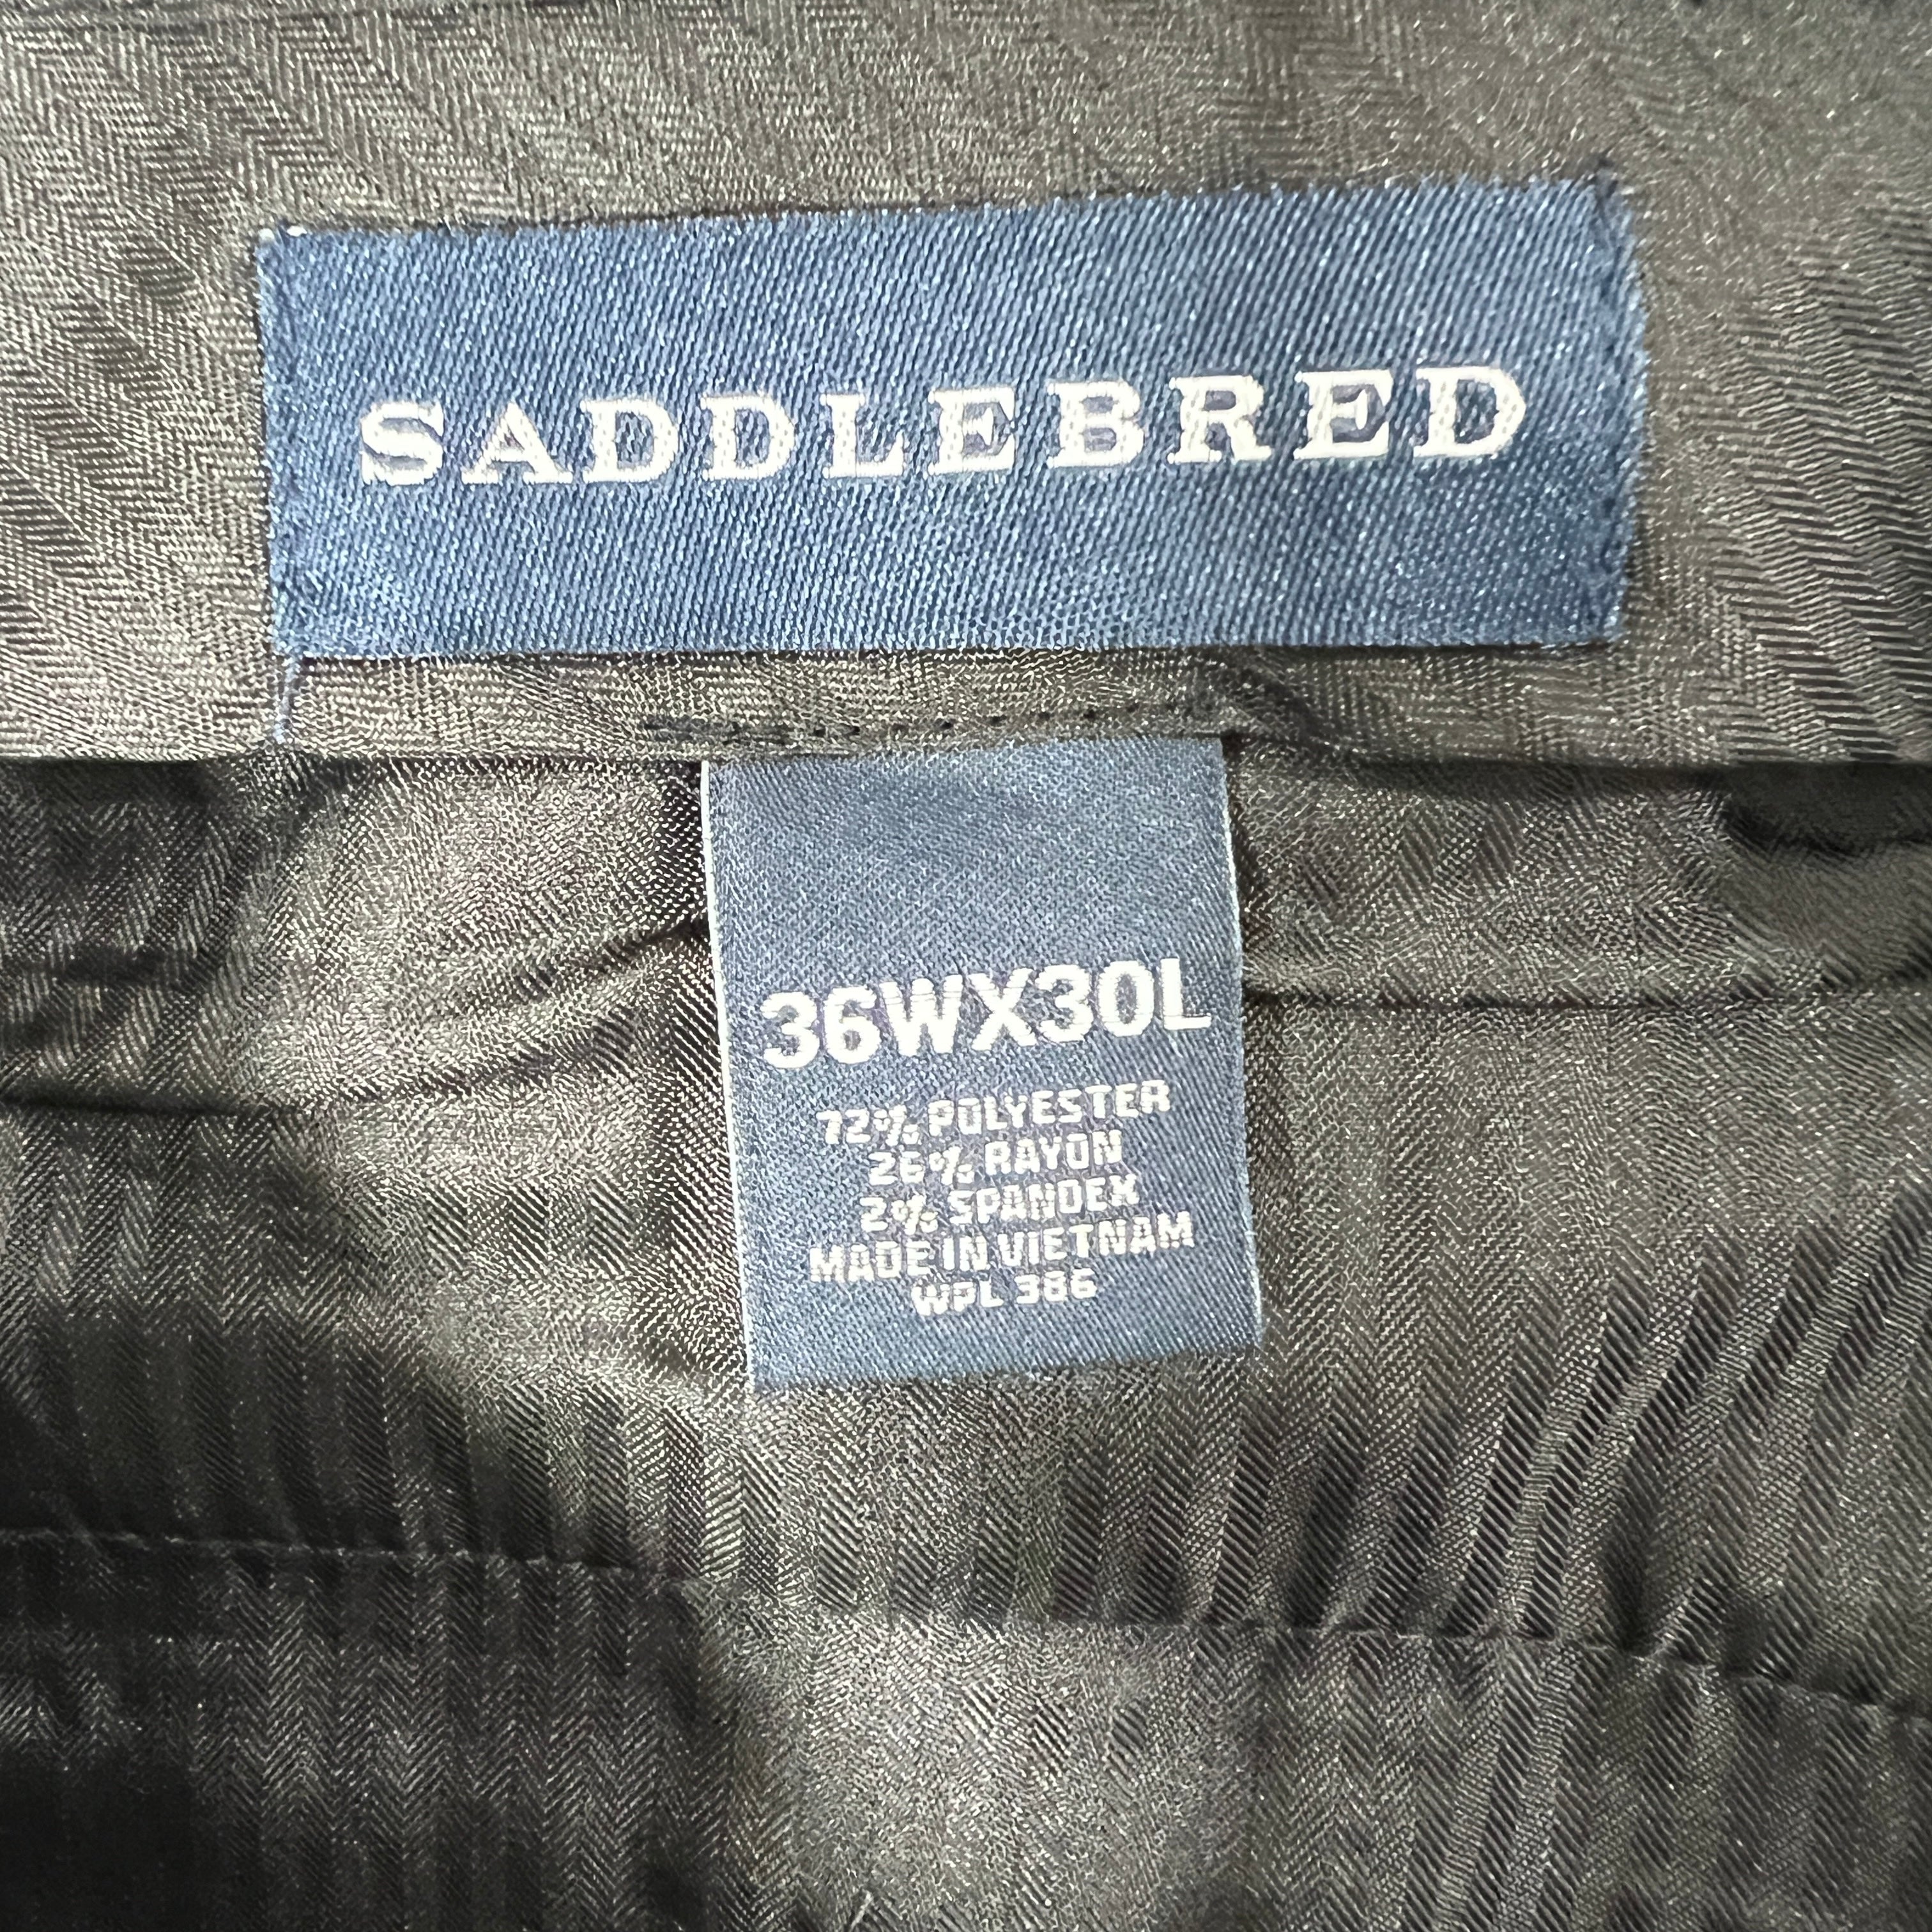 SADDLEBRED
36WX30L
72% POLYESTER
26% RAYON
2% SPANDEX
MADE IN VIETNAM
WPL 386